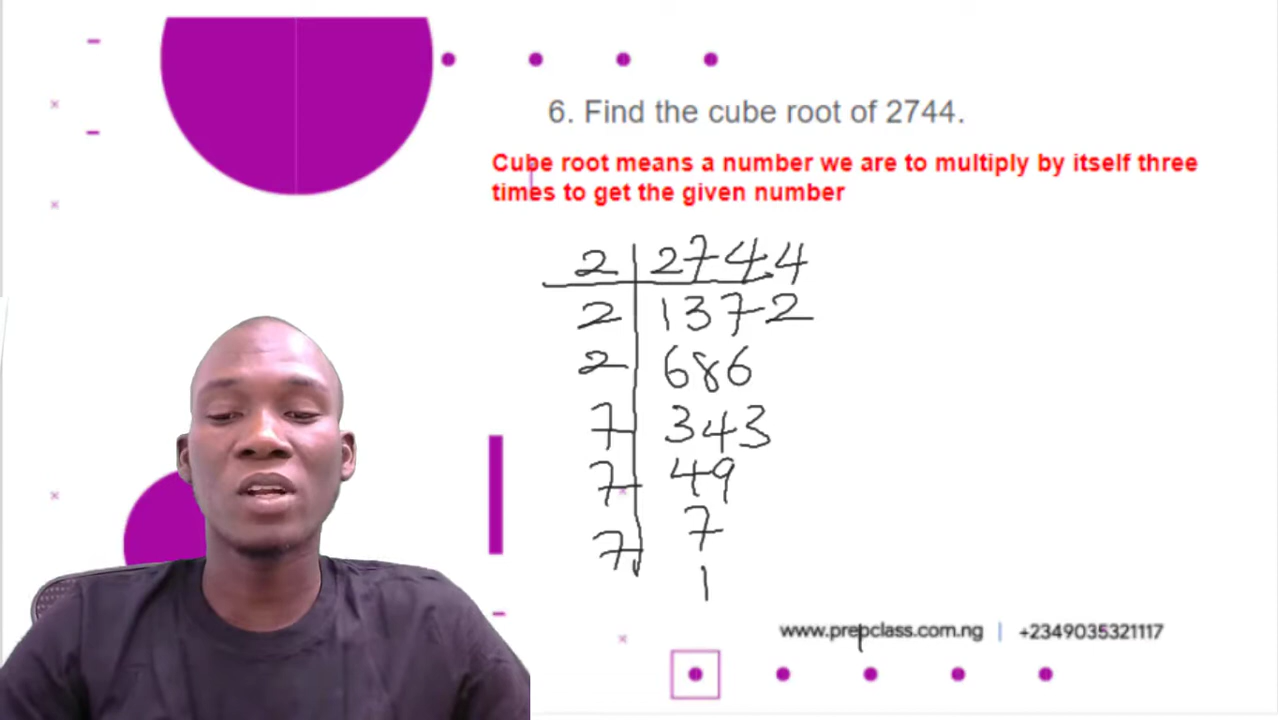 6. Find the cube root of 2744.
Cube root means a number we are to multiply by itself three
times to get the given number
2 2744
2 1372
2 686
7 343
7 49
7 7
1
www.prepclass.com.ng | +2349035321117